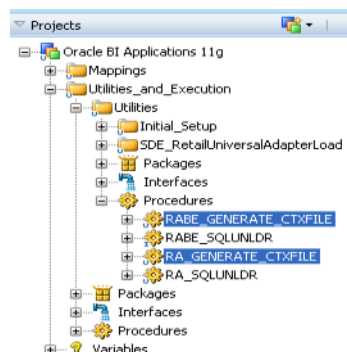 Projects
Oracle BI Applications 11g
Mappings
Utilities_and_Execution
Utilities
Initial_Setup
SDE_RetailUniversalAdapterLoad
Packages
Interfaces
Procedures
RABE_GENERATE_CTXFILE
RABE_SQLUNLDR
RA_GENERATE_CTXFILE
RA_SQLUNLDR
Packages
Interfaces
Procedures
Variables